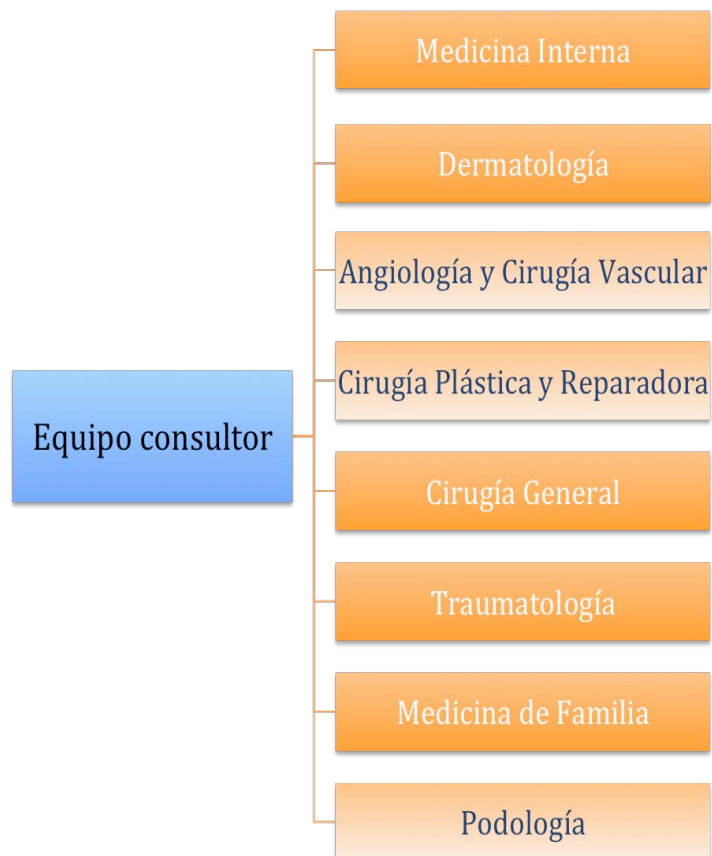 Medicina Interna
Dermatología
Angiología y Cirugía Vascular
Cirugía Plástica y Reparadora
Equipo consultor
Cirugía General
Traumatología
Medicina de Familia
Podología